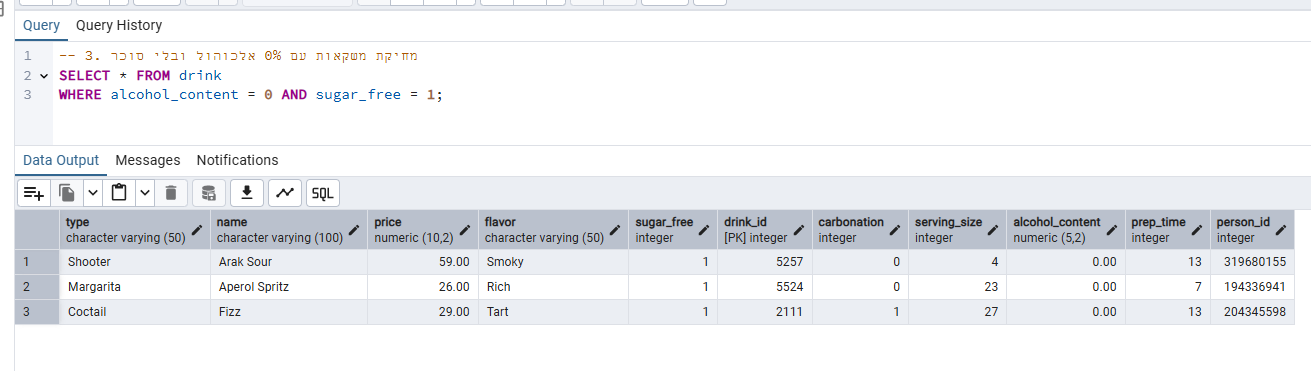 Query Query History
1 -- 3. מחיקת משקאות עם 0% אלכוהול ובלי סוכר
2 SELECT * FROM drink
3 WHERE alcohol_content = 0 AND sugar_free = 1;
Data Output Messages Notifications
SQL
type name price flavor sugar_free drink_id carbonation serving_size alcohol_content prep_time person_id
character varying (50) character varying (100) numeric (10,2) character varying (50) integer [PK] integer integer integer numeric (5,2) integer integer
1 Shooter Arak Sour 59.00 Smoky 1 5257 0 4 0.00 13 319680155
2 Margarita Aperol Spritz 26.00 Rich 1 5524 0 23 0.00 7 194336941
3 Coctail Fizz 29.00 Tart 1 2111 1 27 0.00 13 204345598